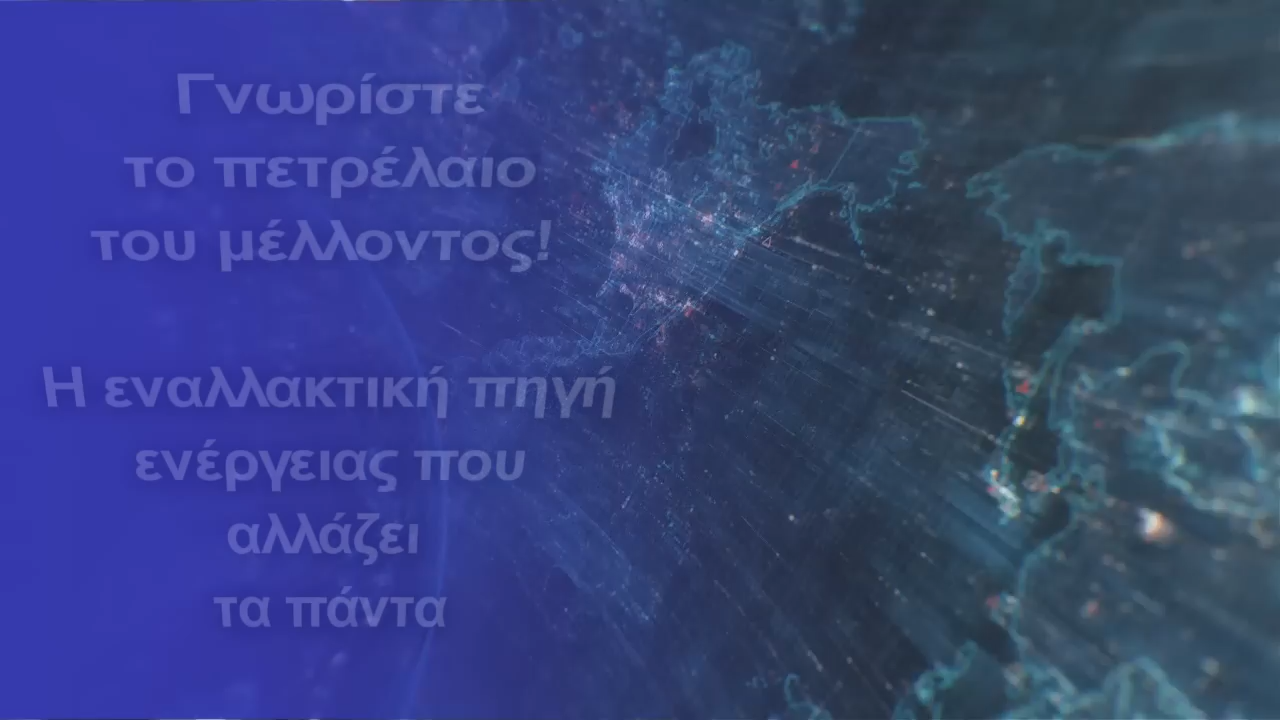 Γνωρίστε
το πετρέλαιο
του μέλλοντος!
Η εναλλακτική πηγή
ενέργειας που
αλλάζει
τα πάντα